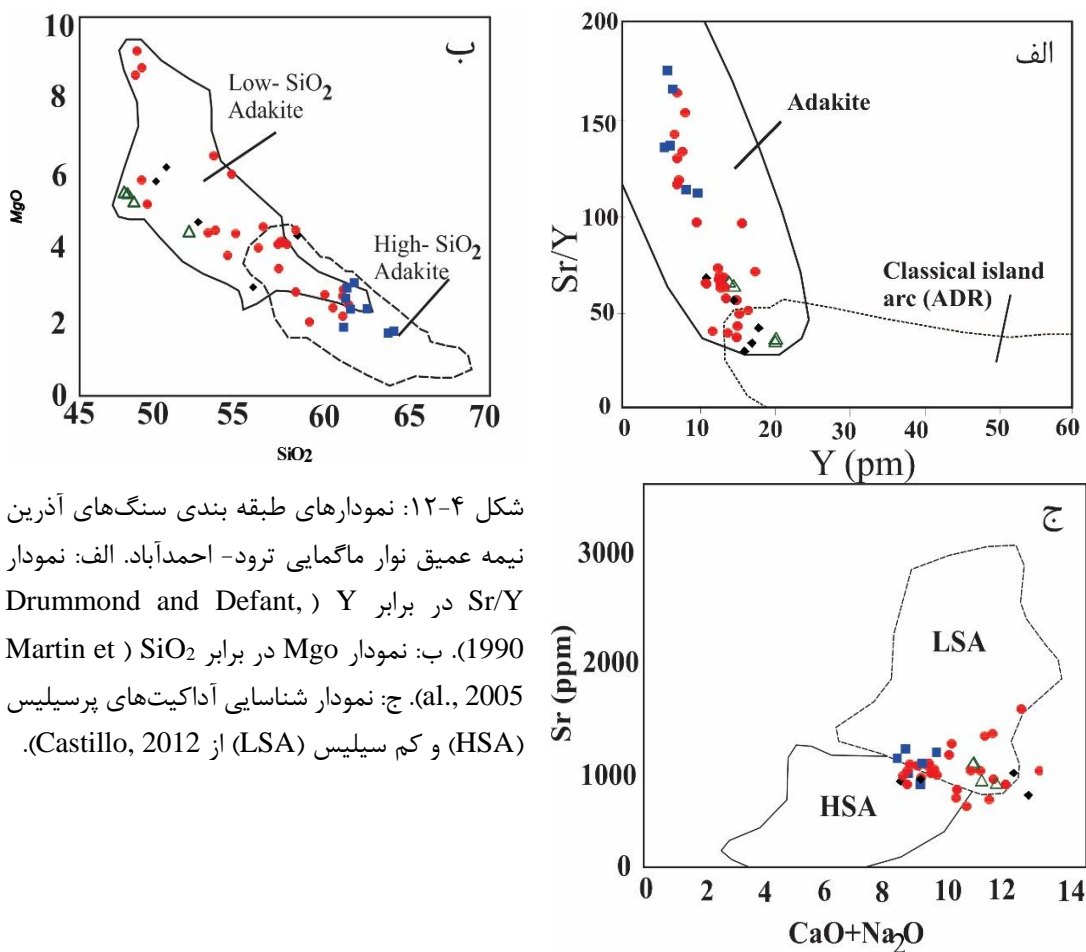 10
8
6
4
2
0
MgO
ب
Low- SiO2
Adakite
High- SiO2
Adakite
45 50 55 60 65 70
SiO2
200
150
100
50
0
Sr/Y
الف
Adakite
Classical island
arc (ADR)
0 10 20 30 40 50 60
Y (pm)
شکل ۴-۱۲: نمودارهای طبقه بندی سنگ‌های آذرین
نیمه عمیق نوار ماگمایی ترود- احمدآباد. الف: نمودار
Sr/Y در برابر Y ( Drummond and Defant,
1990). ب: نمودار Mgo در برابر SiO2 ( Martin et
al., 2005). ج: نمودار شناسایی آداکیت‌های پرسیلیس
(HSA) و کم سیلیس (LSA) از Castillo, 2012).
3000
2000
1000
0
Sr (ppm)
ج
LSA
HSA
0 2 4 6 8 10 12 14
CaO+Na2O